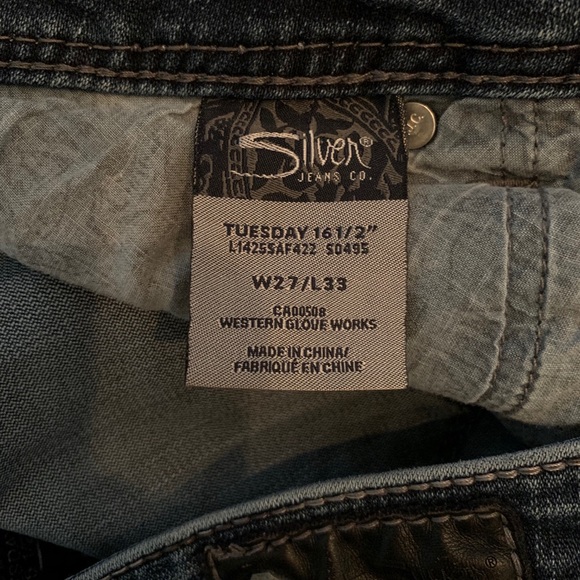 Silver®
JEANS CO.
TUESDAY 16 1/2"
L14255AF422 SD495
W27/L33
CA00508
WESTERN GLOVE WORKS
MADE IN CHINA/
FABRIQUÉ EN CHINE
J.C.
®